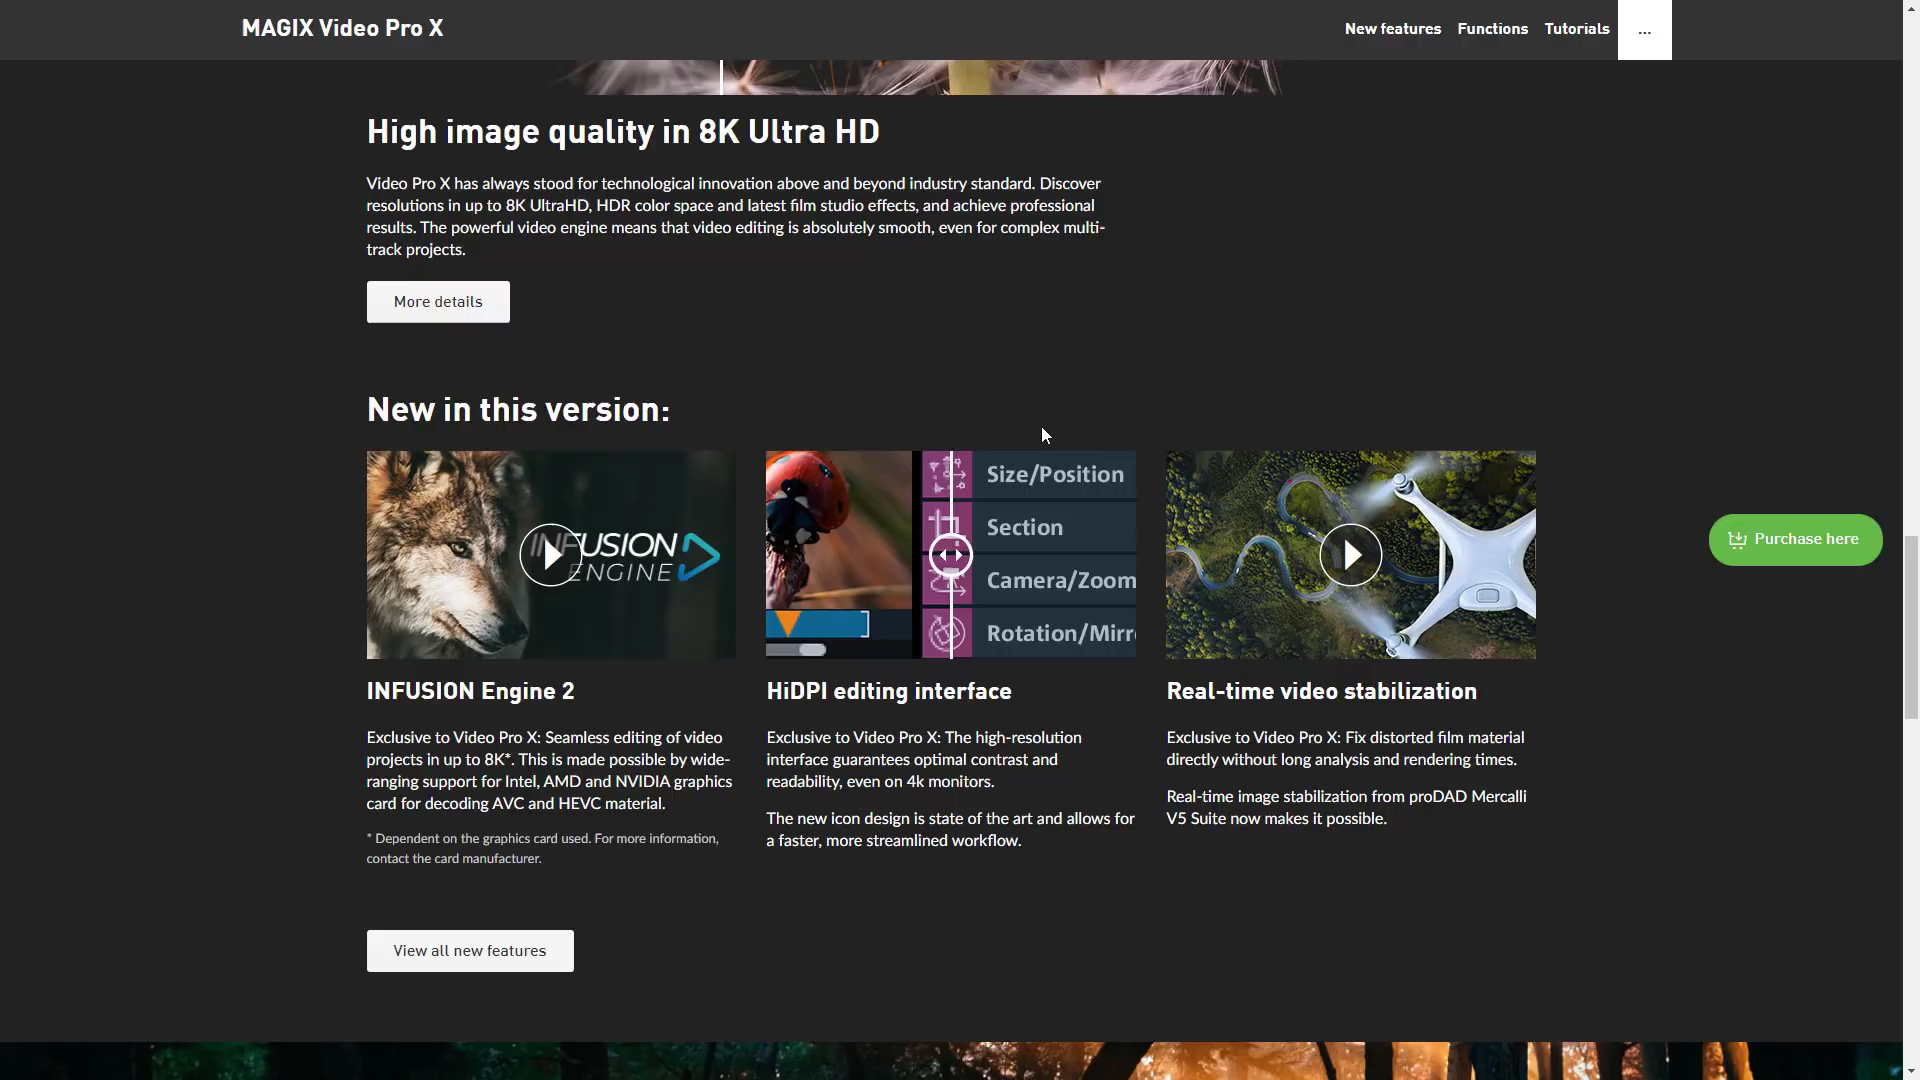 MAGIX Video Pro X
New features
Functions
Tutorials
...
High image quality in 8K Ultra HD
Video Pro X has always stood for technological innovation above and beyond industry standard. Discover
resolutions in up to 8K UltraHD, HDR color space and latest film studio effects, and achieve professional
results. The powerful video engine means that video editing is absolutely smooth, even for complex multi-
track projects.
More details
New in this version:
INFUSION
ENGINE
Size/Position
Section
Camera/Zoom
Rotation/Mirr
Purchase here
INFUSION Engine 2
Exclusive to Video Pro X: Seamless editing of video
projects in up to 8K*. This is made possible by wide-
ranging support for Intel, AMD and NVIDIA graphics
card for decoding AVC and HEVC material.
* Dependent on the graphics card used. For more information,
contact the card manufacturer.
HiDPI editing interface
Exclusive to Video Pro X: The high-resolution
interface guarantees optimal contrast and
readability, even on 4k monitors.
The new icon design is state of the art and allows for
a faster, more streamlined workflow.
Real-time video stabilization
Exclusive to Video Pro X: Fix distorted film material
directly without long analysis and rendering times.
Real-time image stabilization from proDAD Mercalli
V5 Suite now makes it possible.
View all new features